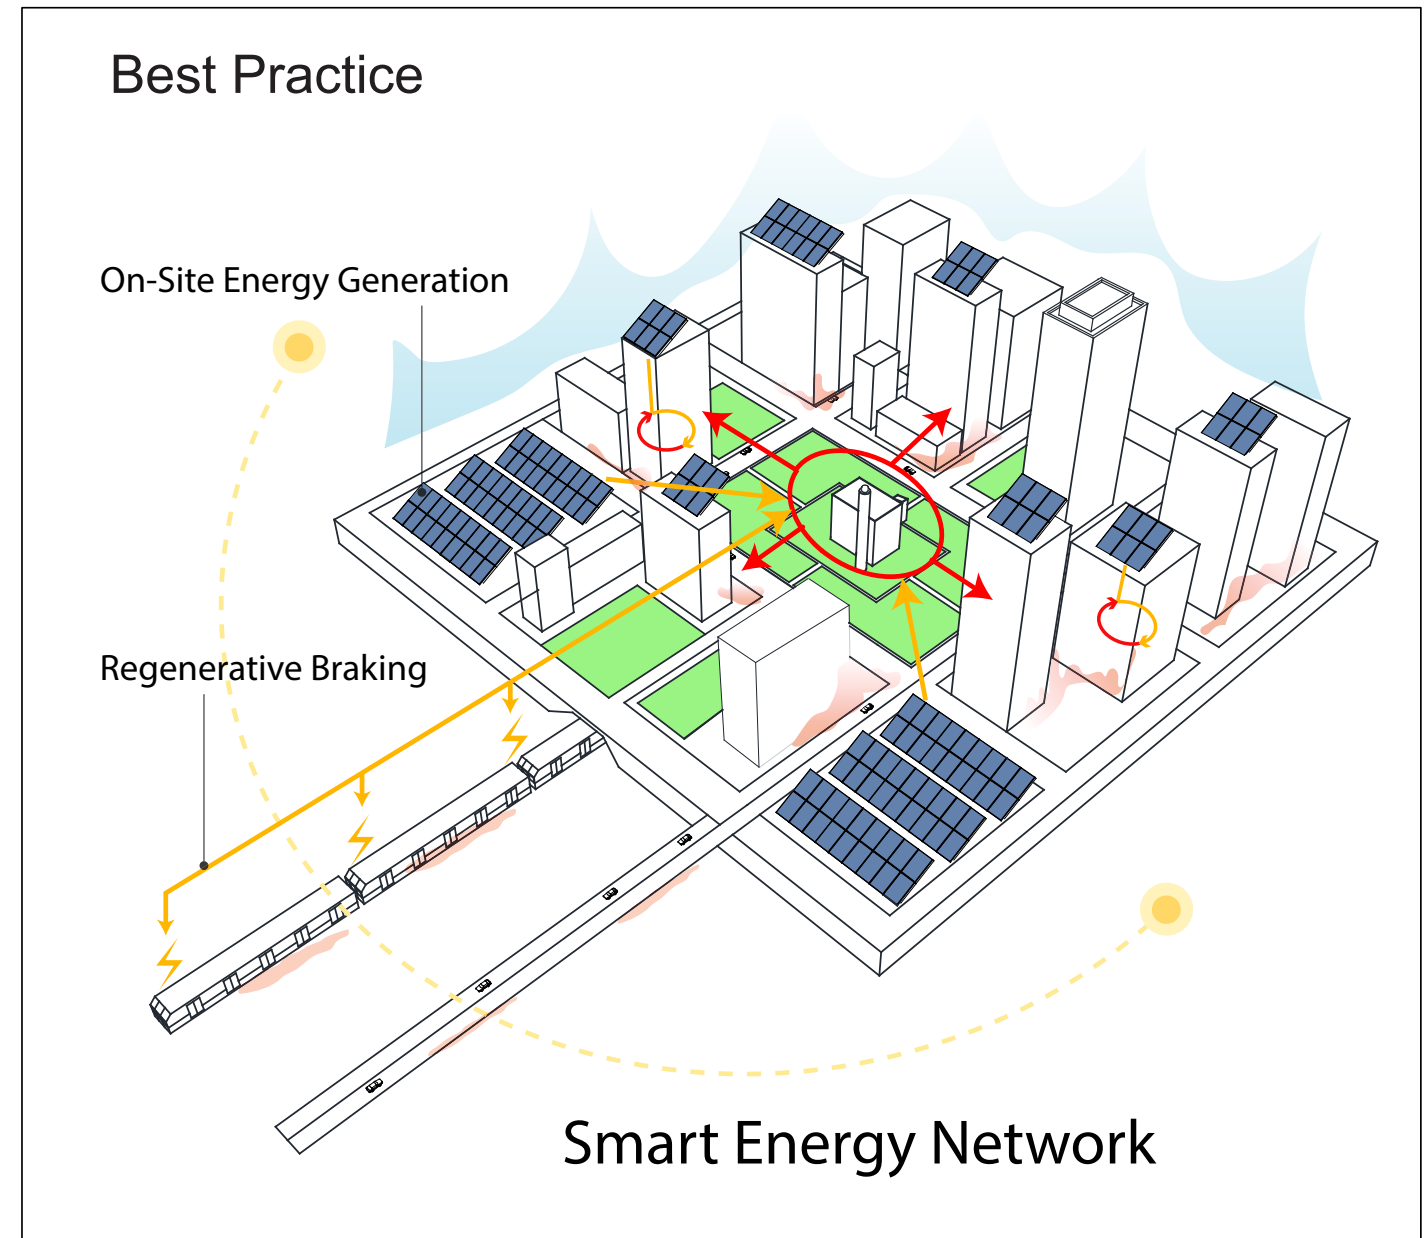 Best Practice
On-Site Energy Generation
Regenerative Braking
Smart Energy Network